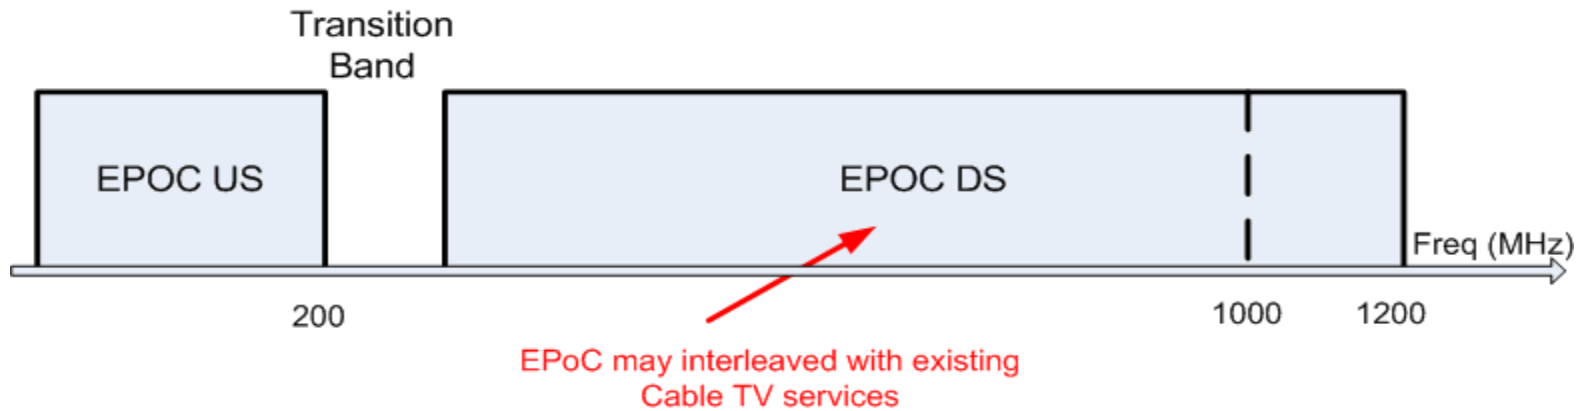 Transition
Band
EPOC US
EPOC DS
Freq (MHz)
200
1000
1200
EPoC may interleaved with existing
Cable TV services